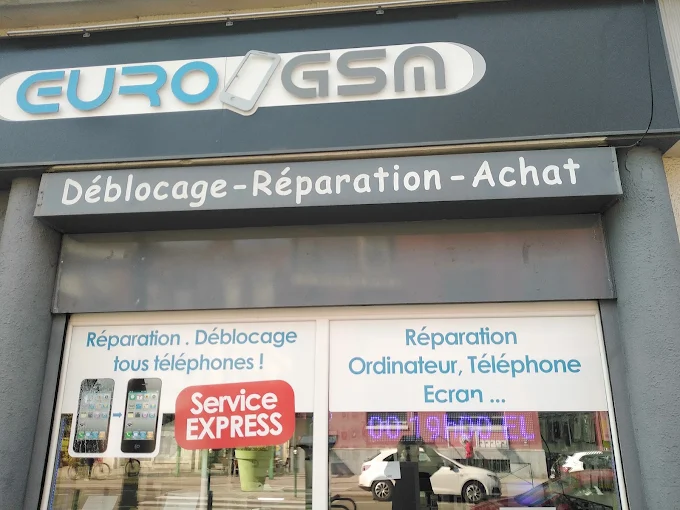 EURO GSM
Déblocage - Réparation - Achat
Réparation . Déblocage
tous téléphones !
Service
EXPRESS
Réparation
Ordinateur, Téléphone
Ecran ...